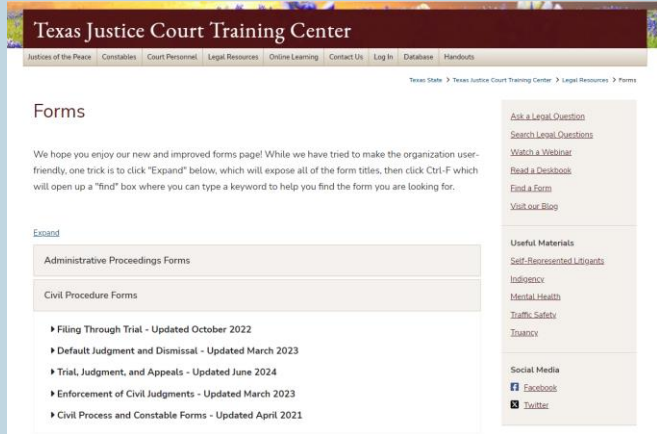 Texas Justice Court Training Center
Justices of the Peace Constables Court Personnel Legal Resources Online Learning Contact Us Log In Database Handouts
Texas State > Texas Justice Court Training Center > Legal Resources > Forms
Forms
We hope you enjoy our new and improved forms page! While we have tried to make the organization user-
friendly, one trick is to click "Expand" below, which will expose all of the form titles, then click Ctrl-F which
will open up a "find" box where you can type a keyword to help you find the form you are looking for.
Expand
Administrative Proceedings Forms
Civil Procedure Forms
Filing Through Trial - Updated October 2022
Default Judgment and Dismissal - Updated March 2023
Trial, Judgment, and Appeals - Updated June 2024
Enforcement of Civil Judgments - Updated March 2023
Civil Process and Constable Forms - Updated April 2021
Ask a Legal Question
Search Legal Questions
Watch a Webinar
Read a Deskbook
Find a Form
Visit our Blog
Useful Materials
Self-Represented Litigants
Indigency
Mental Health
Traffic Safety
Truancy
Social Media
Facebook
Twitter